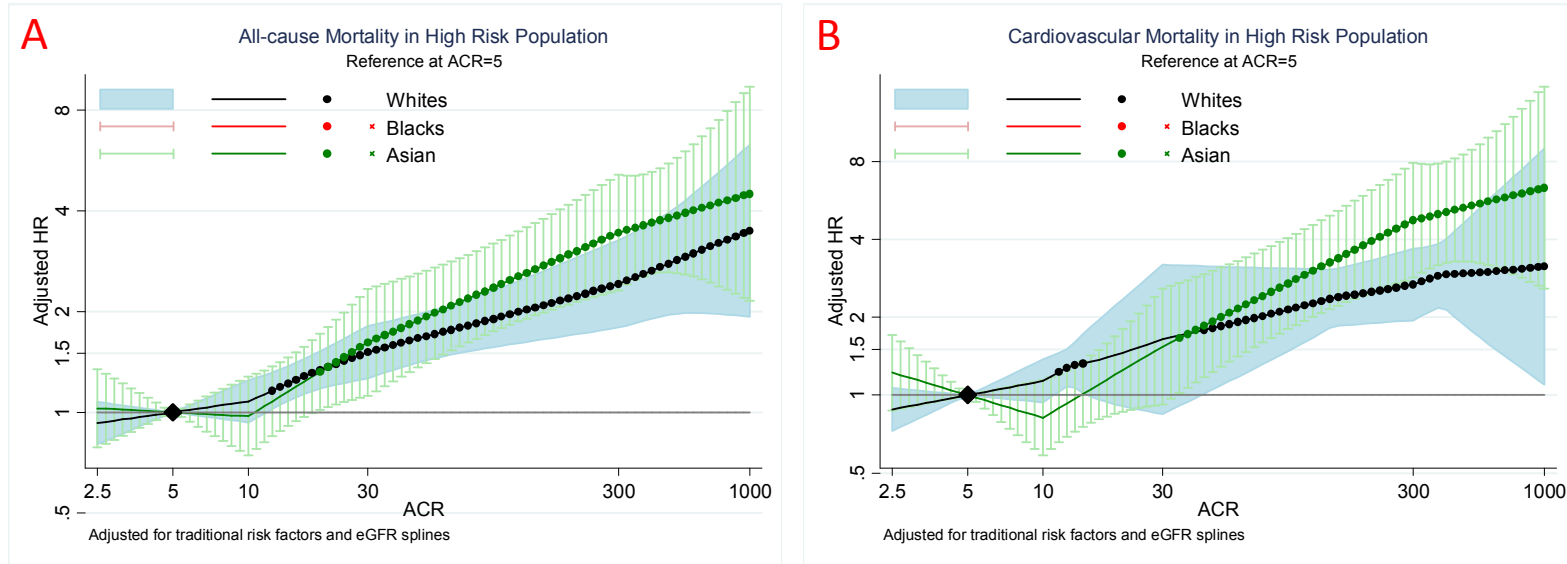 A
All-cause Mortality in High Risk Population
Reference at ACR=5
Whites
Blacks
Asian
Adjusted HR
8
4
2
1.5
1
.5
2.5 5 10 30 300 1000
ACR
Adjusted for traditional risk factors and eGFR splines
B
Cardiovascular Mortality in High Risk Population
Reference at ACR=5
Whites
Blacks
Asian
Adjusted HR
8
4
2
1.5
1
.5
2.5 5 10 30 300 1000
ACR
Adjusted for traditional risk factors and eGFR splines